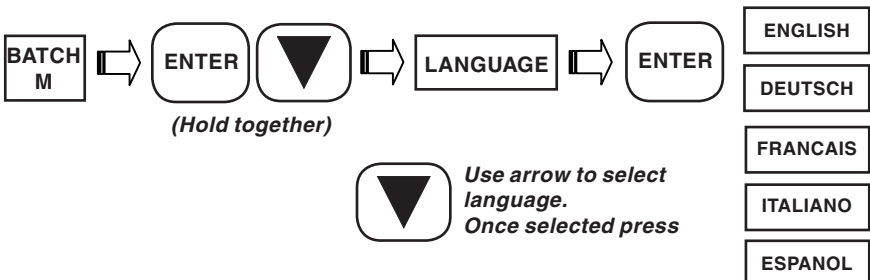 BATCH
M
ENTER
LANGUAGE
ENTER
(Hold together)
Use arrow to select
language.
Once selected press
ENGLISH
DEUTSCH
FRANCAIS
ITALIANO
ESPANOL